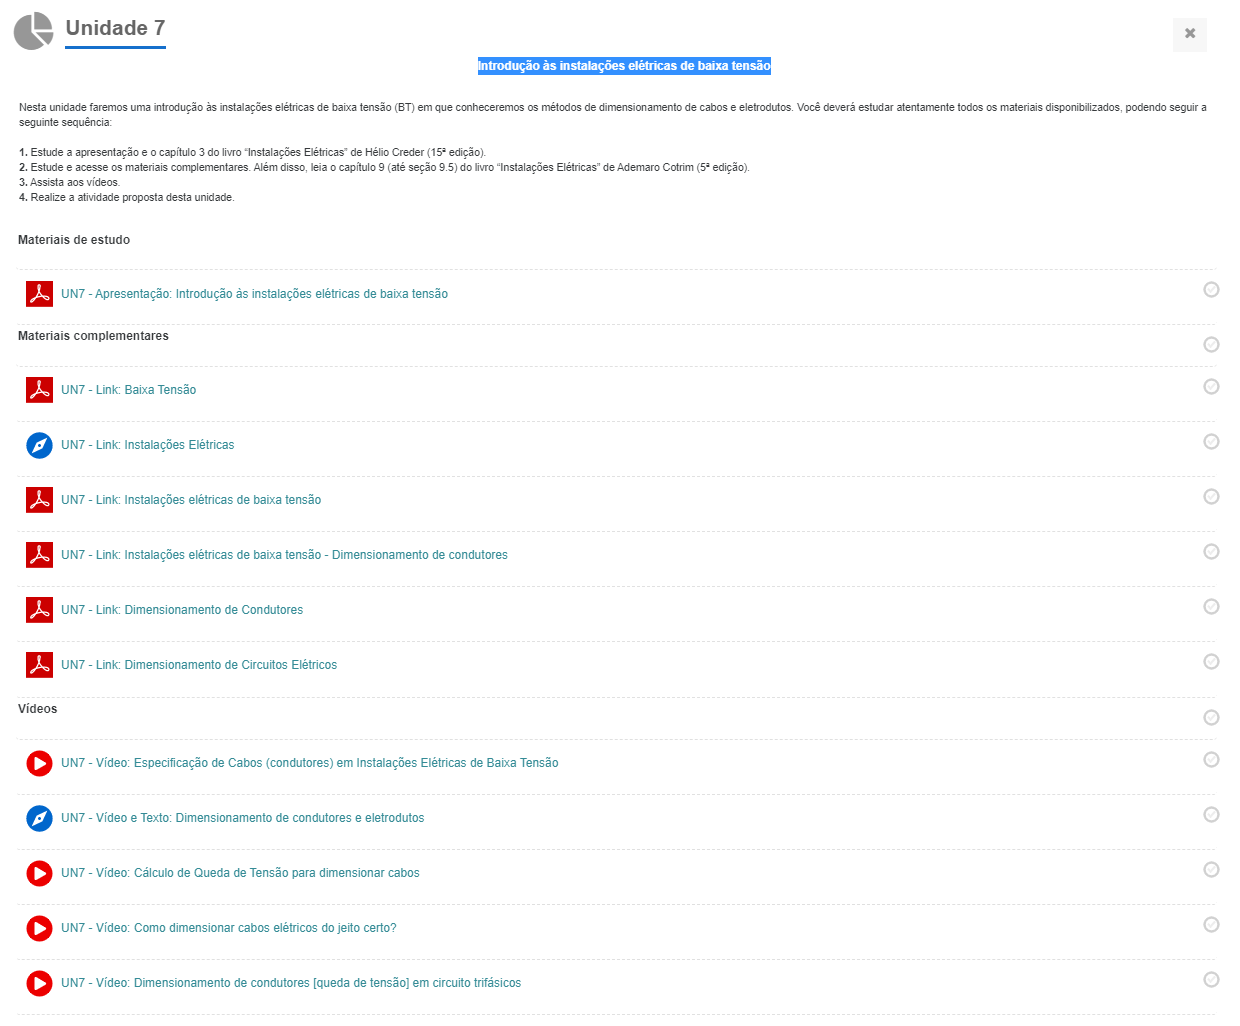 Unidade 7
Introdução às instalações elétricas de baixa tensão
Nesta unidade faremos uma introdução às instalações elétricas de baixa tensão (BT) em que conheceremos os métodos de dimensionamento de cabos e eletrodutos. Você deverá estudar atentamente todos os materiais disponibilizados, podendo seguir a
seguinte sequência:
1. Estude a apresentação e o capítulo 3 do livro “Instalações Elétricas” de Hélio Creder (15ª edição).
2. Estude e acesse os materiais complementares. Além disso, leia o capítulo 9 (até seção 9.5) do livro “Instalações Elétricas” de Ademaro Cotrim (5ª edição).
3. Assista aos vídeos.
4. Realize a atividade proposta desta unidade.
Materiais de estudo
UN7 - Apresentação: Introdução às instalações elétricas de baixa tensão
Materiais complementares
UN7 - Link: Baixa Tensão
UN7 - Link: Instalações Elétricas
UN7 - Link: Instalações elétricas de baixa tensão
UN7 - Link: Instalações elétricas de baixa tensão - Dimensionamento de condutores
UN7 - Link: Dimensionamento de Condutores
UN7 - Link: Dimensionamento de Circuitos Elétricos
Vídeos
UN7 - Vídeo: Especificação de Cabos (condutores) em Instalações Elétricas de Baixa Tensão
UN7 - Vídeo e Texto: Dimensionamento de condutores e eletrodutos
UN7 - Vídeo: Cálculo de Queda de Tensão para dimensionar cabos
UN7 - Vídeo: Como dimensionar cabos elétricos do jeito certo?
UN7 - Vídeo: Dimensionamento de condutores [queda de tensão] em circuito trifásicos